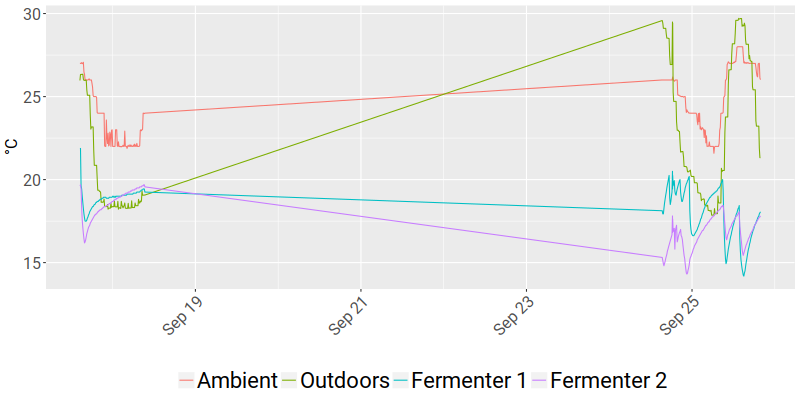 30
25
20
15
°C
Sep 19
Sep 21
Sep 23
Sep 25
Ambient Outdoors Fermenter 1 Fermenter 2